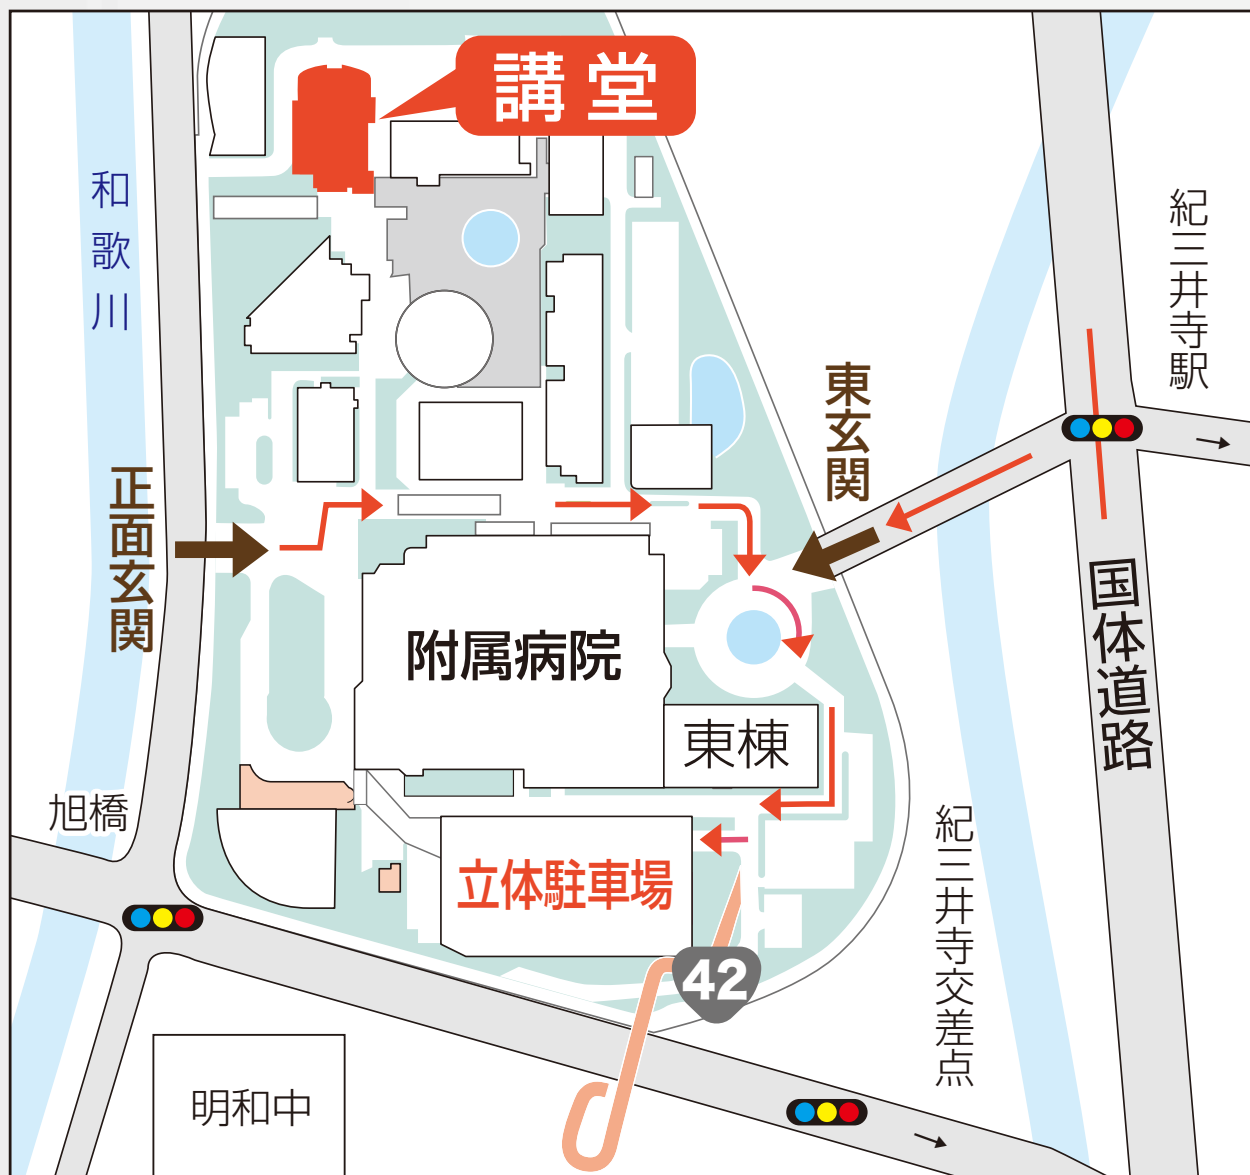 講堂
和歌川
紀三井寺駅
東玄関
正面玄関
国体道路
附属病院
東棟
旭橋
立体駐車場
紀三井寺交差点
42
明和中